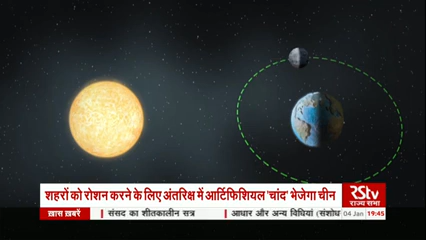 शहरों को रोशन करने के लिए अंतरिक्ष में आर्टिफिशियल 'चांद' भेजेगा चीन
RSTV
राज्य सभा
ख़ास ख़बरें
संसद का शीतकालीन सत्र
आधार और अन्य विधियां (संशोध
04 Jan
19:45